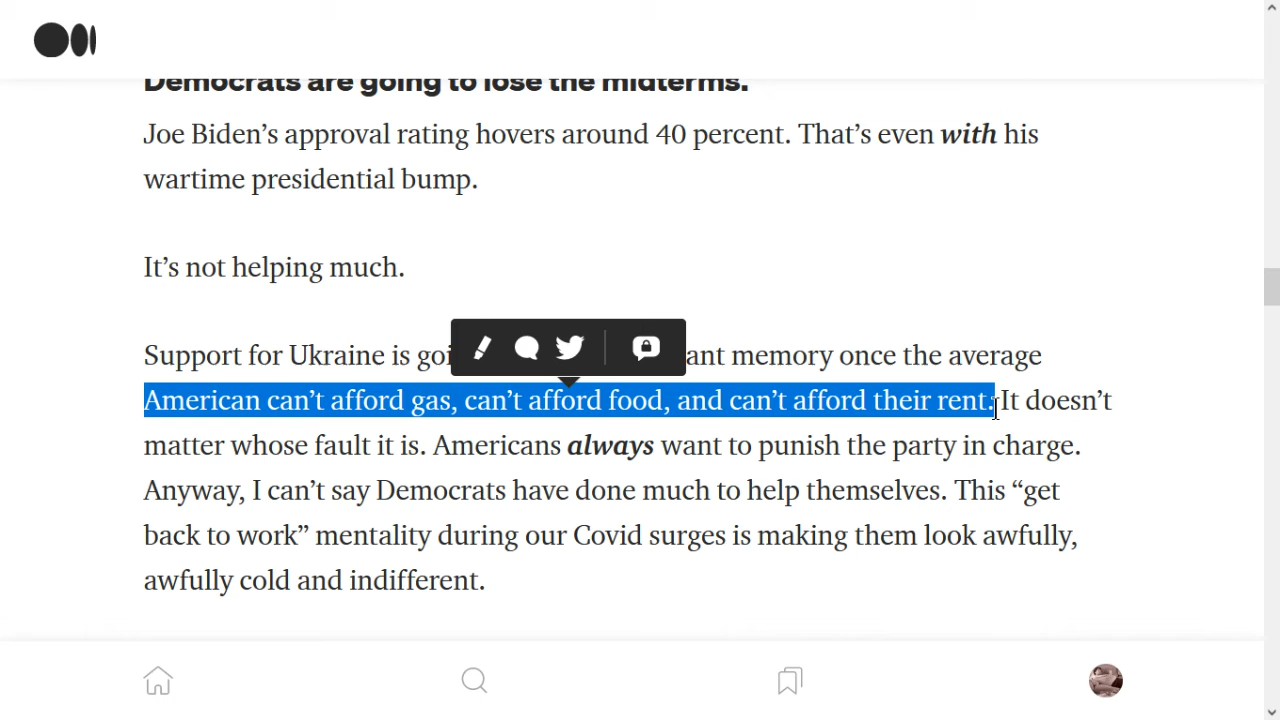 Democrats are going to lose the midterms.
Joe Biden’s approval rating hovers around 40 percent. That’s even with his
wartime presidential bump.
It’s not helping much.
Support for Ukraine is goi ant memory once the average
American can’t afford gas, can’t afford food, and can’t afford their rent. It doesn’t
matter whose fault it is. Americans always want to punish the party in charge.
Anyway, I can’t say Democrats have done much to help themselves. This “get
back to work” mentality during our Covid surges is making them look awfully,
awfully cold and indifferent.